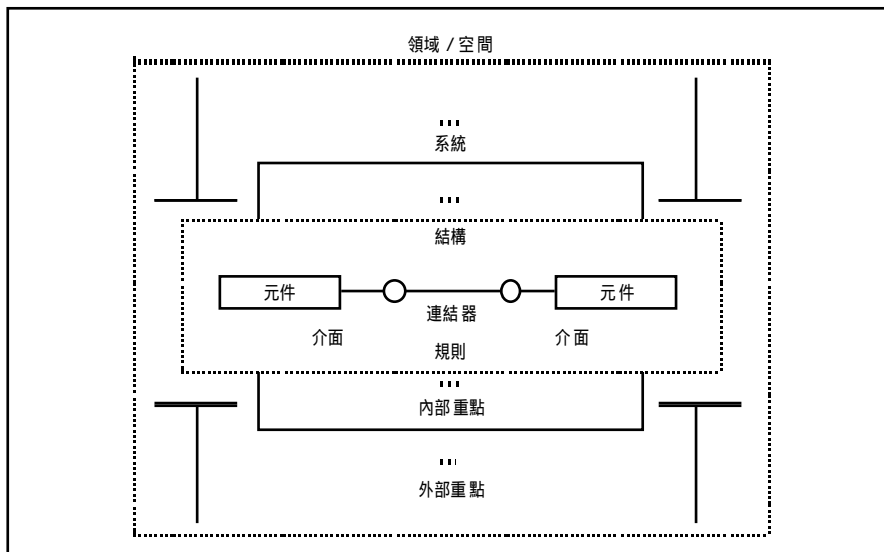 領域 / 空間
系統
結構
元件
元件
連結器
介面
介面
規則
內部重點
外部重點